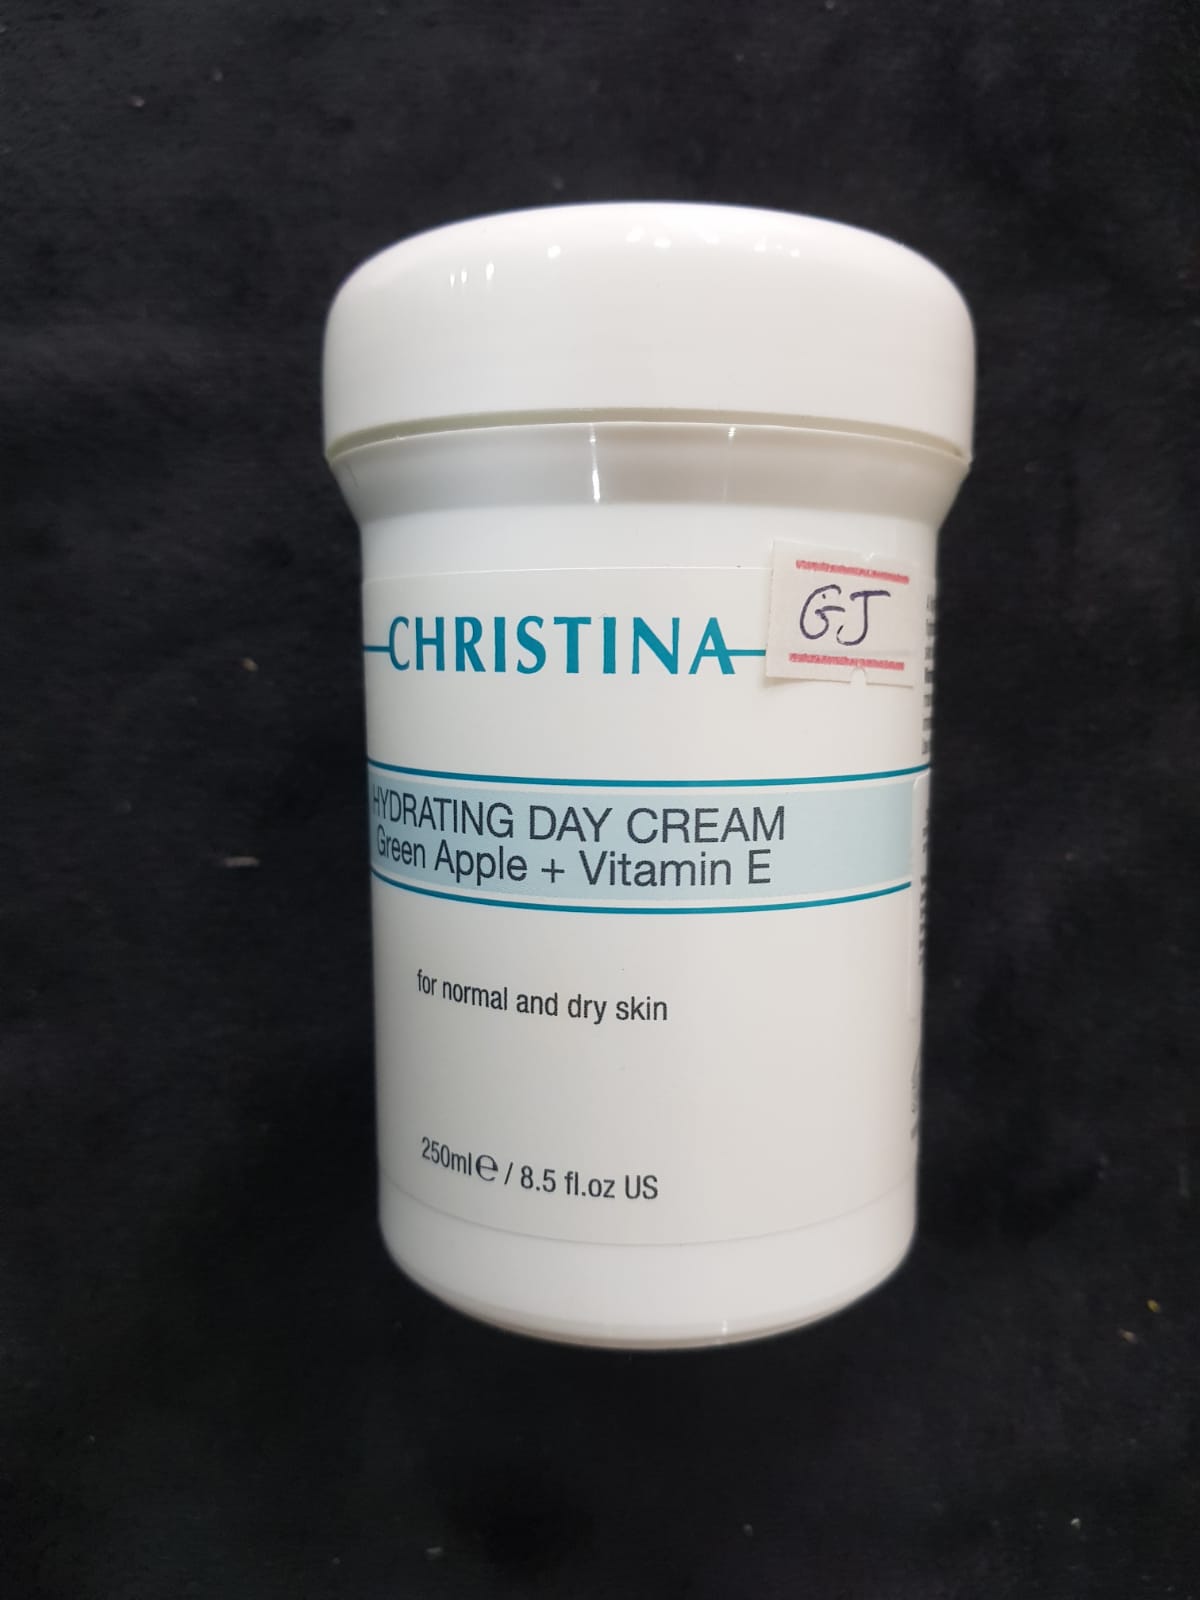 CHRISTINA
GJ
HYDRATING DAY CREAM
Green Apple + Vitamin E
for normal and dry skin
250ml℮ / 8.5 fl.oz US